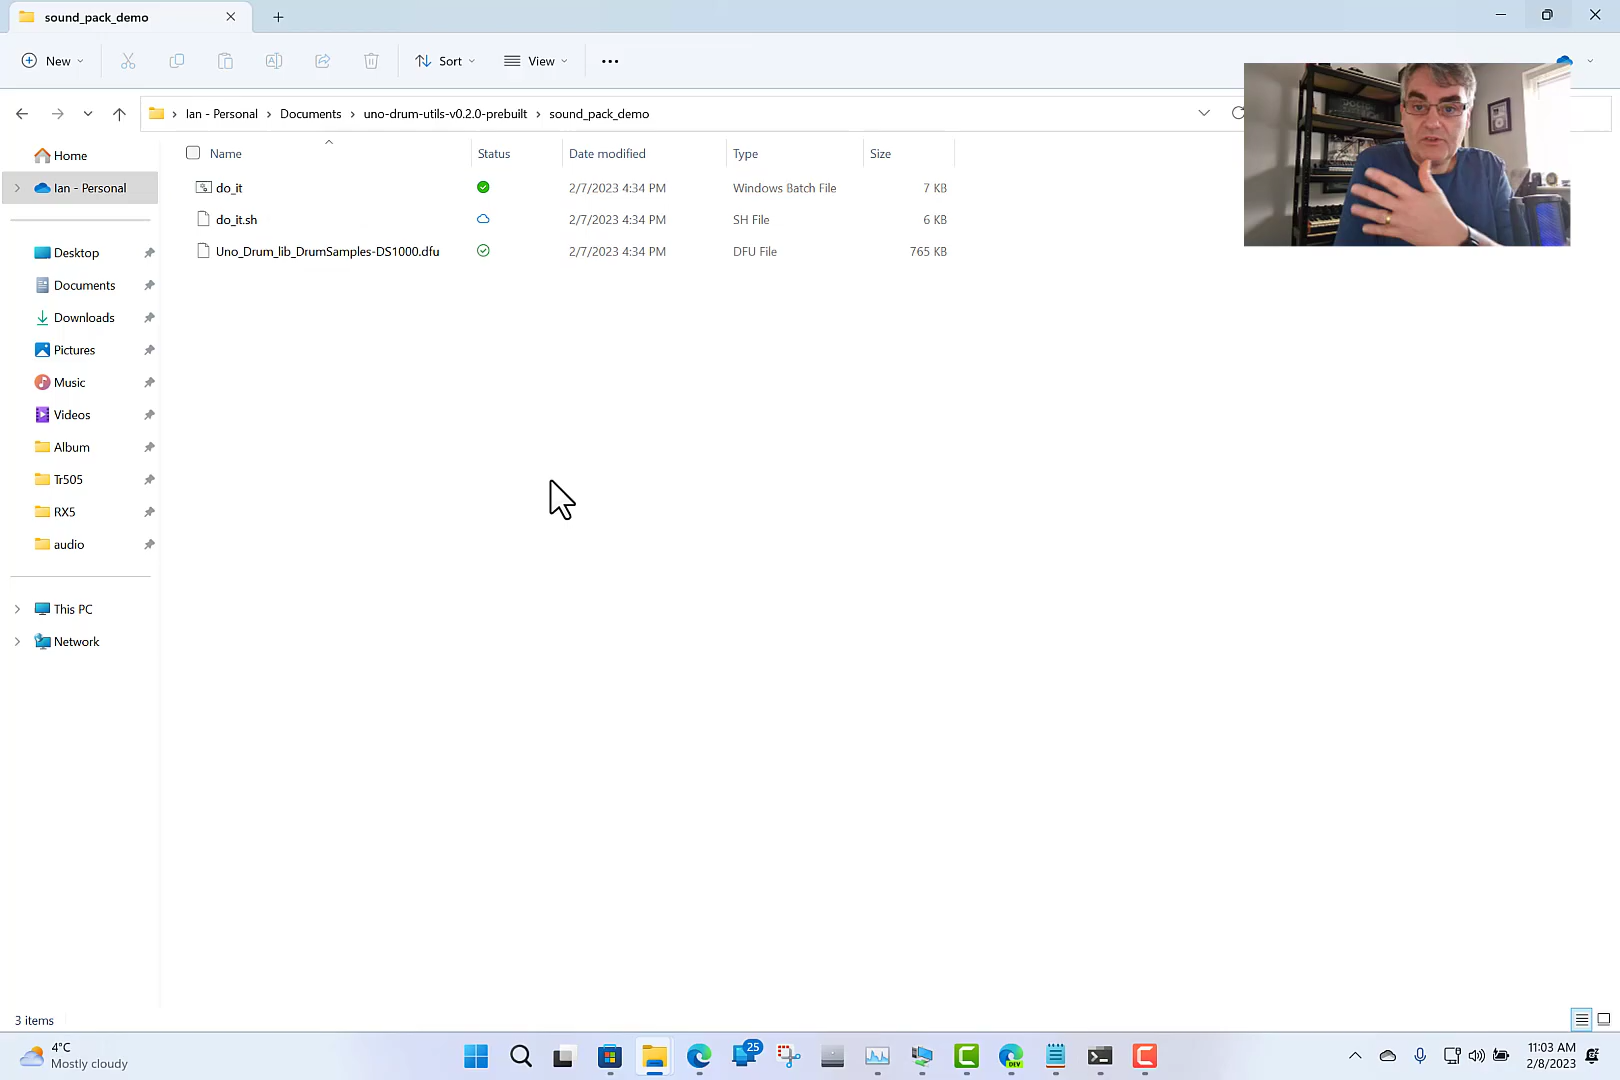 sound_pack_demo
New
Sort
View
Ian - Personal
Documents
uno-drum-utils-v0.2.0-prebuilt
sound_pack_demo
Name
Status
Date modified
Type
Size
do_it
2/7/2023 4:34 PM
Windows Batch File
7 KB
do_it.sh
2/7/2023 4:34 PM
SH File
6 KB
Uno_Drum_lib_DrumSamples-DS1000.dfu
2/7/2023 4:34 PM
DFU File
765 KB
Home
Ian - Personal
Desktop
Documents
Downloads
Pictures
Music
Videos
Album
Tr505
RX5
audio
This PC
Network
3 items
4°C
Mostly cloudy
25
DEV
11:03 AM
2/8/2023